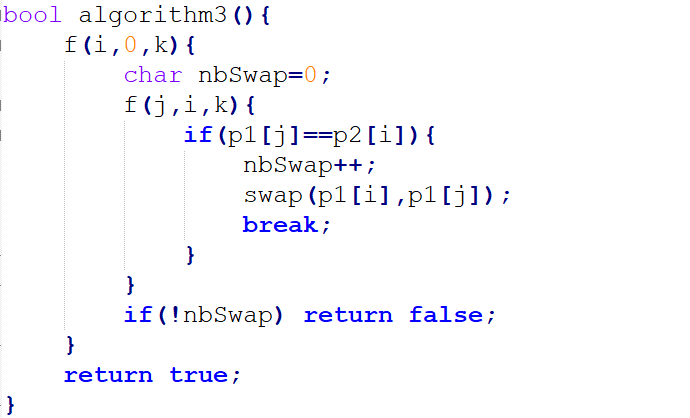 bool algorithm3(){
    f(i,0,k){
        char nbSwap=0;
        f(j,i,k){
            if(p1[j]==p2[i]){
                nbSwap++;
                swap(p1[i],p1[j]);
                break;
            }
        }
        if(!nbSwap) return false;
    }
    return true;
}